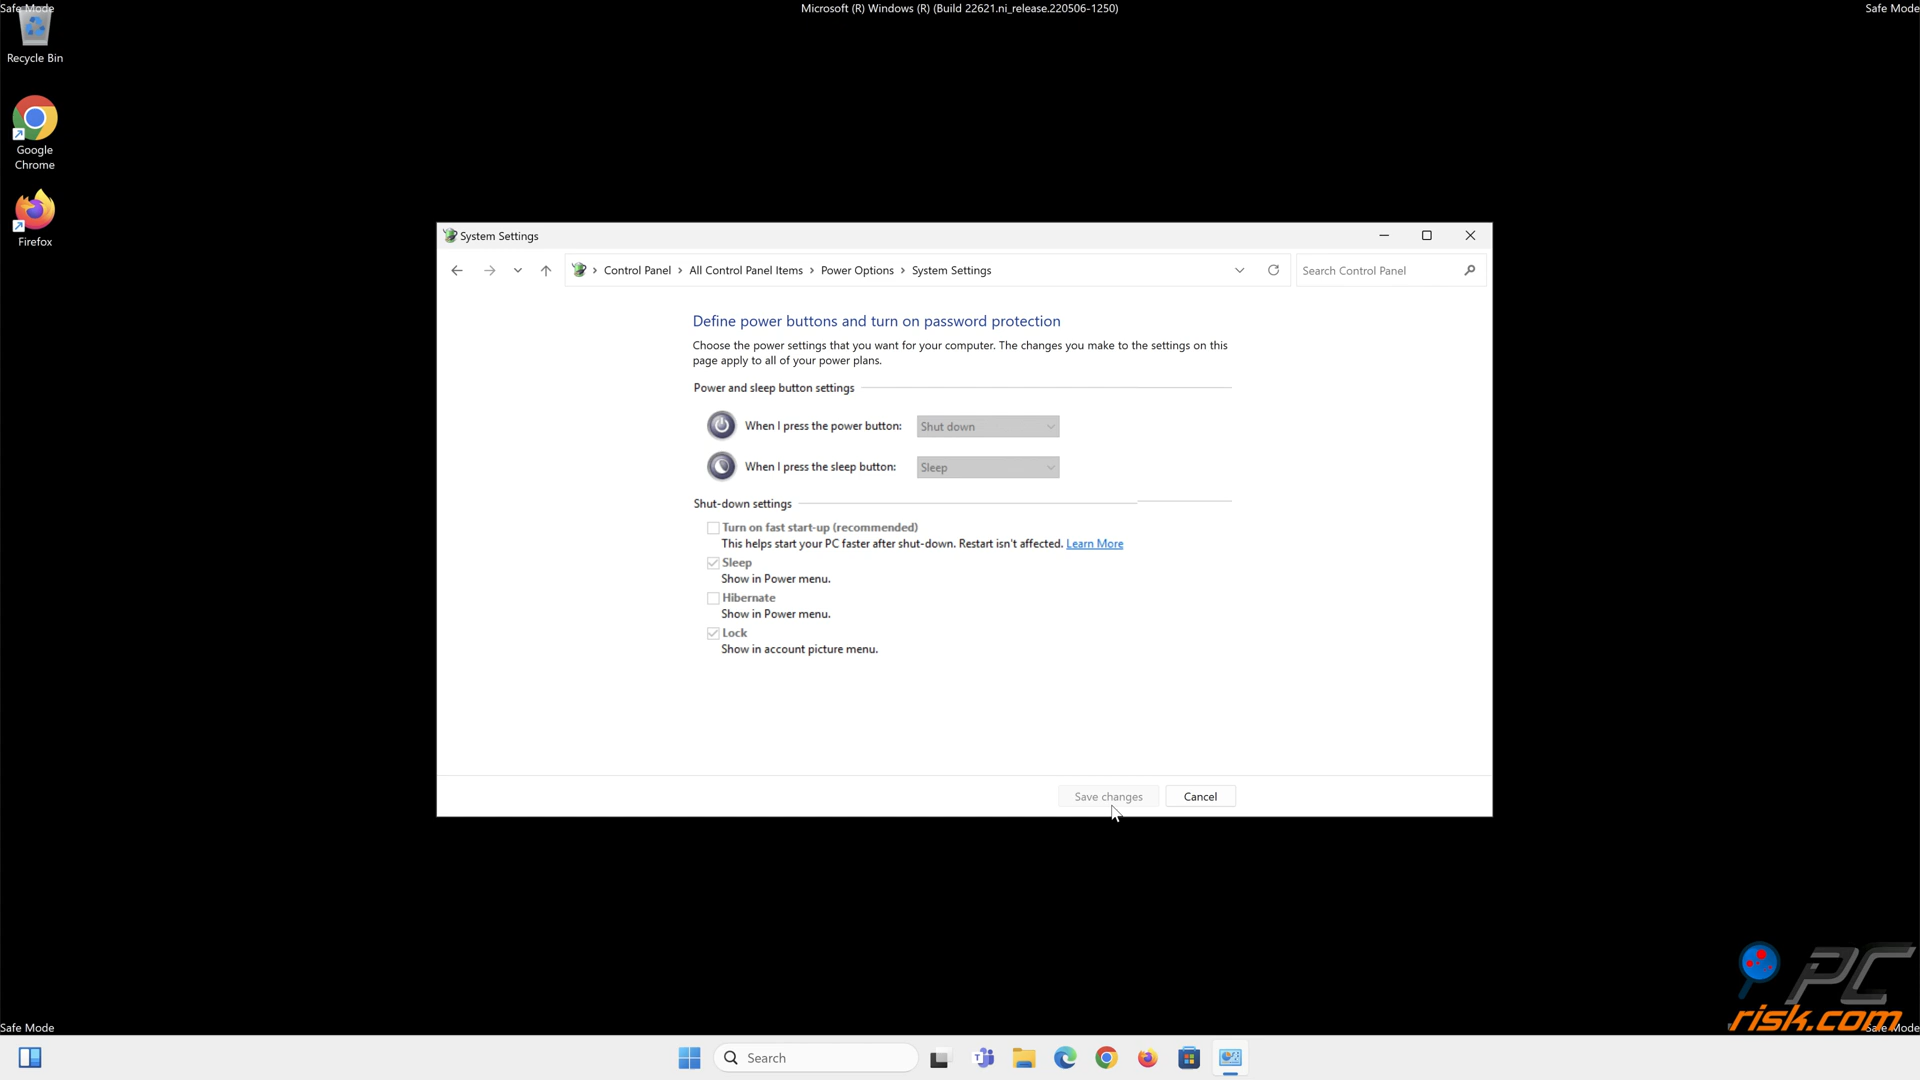 Safe Mode
Microsoft (R) Windows (R) (Build 22621.ni_release.220506-1250)
Safe Mode
Recycle Bin
Google
Chrome
Firefox
System Settings
Control Panel
All Control Panel Items
Power Options
System Settings
Search Control Panel
Define power buttons and turn on password protection
Choose the power settings that you want for your computer. The changes you make to the settings on this
page apply to all of your power plans.
Power and sleep button settings
When I press the power button:
Shut down
When I press the sleep button:
Sleep
Shut-down settings
Turn on fast start-up (recommended)
This helps start your PC faster after shut-down. Restart isn't affected. Learn More
Sleep
Show in Power menu.
Hibernate
Show in Power menu.
Lock
Show in account picture menu.
Save changes
Cancel
PC
risk.com
Safe Mode
Safe Mode
Search